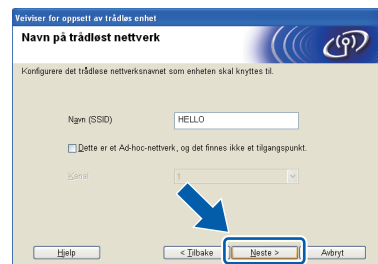 Veiviser for oppsett av trådløs enhet
Navn på trådløst nettverk
Konfigurere det trådløse nettverksnavnet som enheten skal knyttes til.
Navn (SSID) HELLO
Dette er et Ad-hoc-nettverk, og det finnes ikke et tilgangspunkt.
Kanal 1
Hjelp < Tilbake Neste > Avbryt